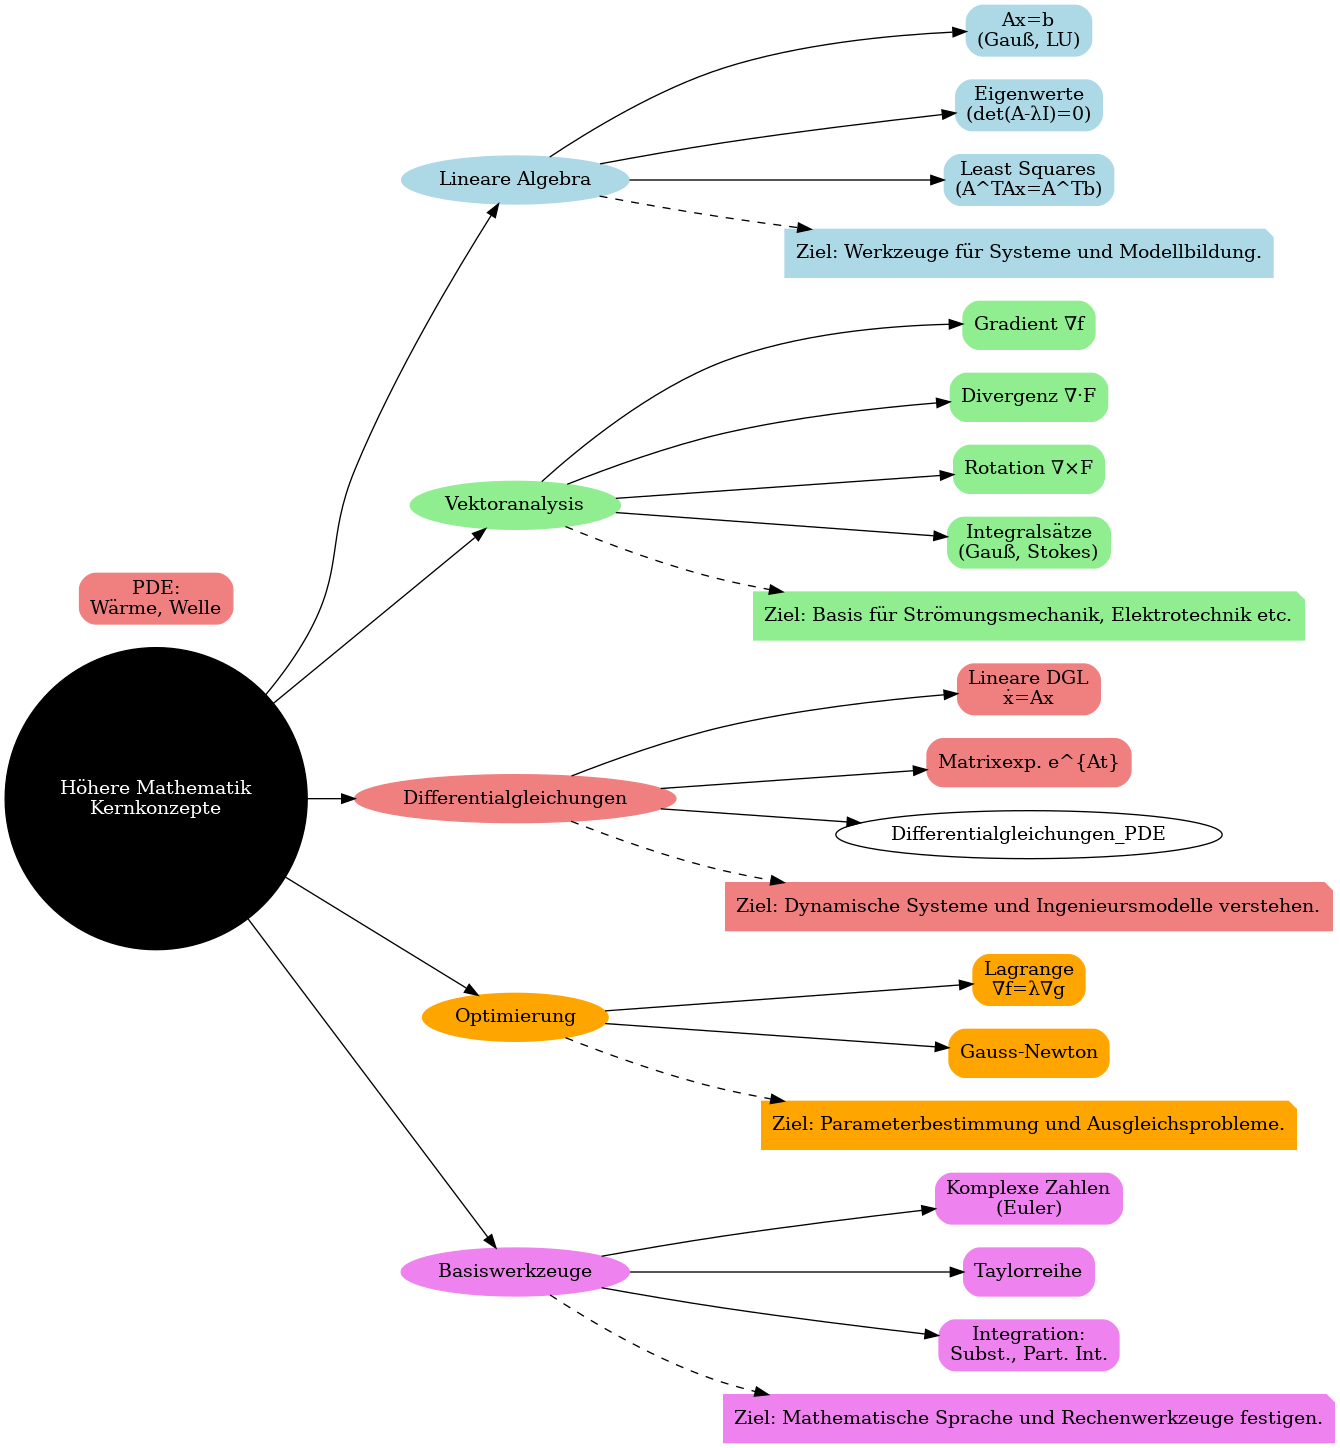 Ax=b
(Gauß, LU)
Eigenwerte
(det(A-λI)=0)
Lineare Algebra
Least Squares
(A^TAx=A^Tb)
Ziel: Werkzeuge für Systeme und Modellbildung.
Gradient ∇f
Divergenz ∇·F
Rotation ∇×F
Vektoranalysis
Integralsätze
(Gauß, Stokes)
PDE:
Wärme, Welle
Ziel: Basis für Strömungsmechanik, Elektrotechnik etc.
Lineare DGL
ẋ=Ax
Matrixexp. e^{At}
Höhere Mathematik
Kernkonzepte
Differentialgleichungen
Differentialgleichungen_PDE
Ziel: Dynamische Systeme und Ingenieursmodelle verstehen.
Lagrange
∇f=λ∇g
Optimierung
Gauss-Newton
Ziel: Parameterbestimmung und Ausgleichsprobleme.
Komplexe Zahlen
(Euler)
Basiswerkzeuge
Taylorreihe
Integration:
Subst., Part. Int.
Ziel: Mathematische Sprache und Rechenwerkzeuge festigen.